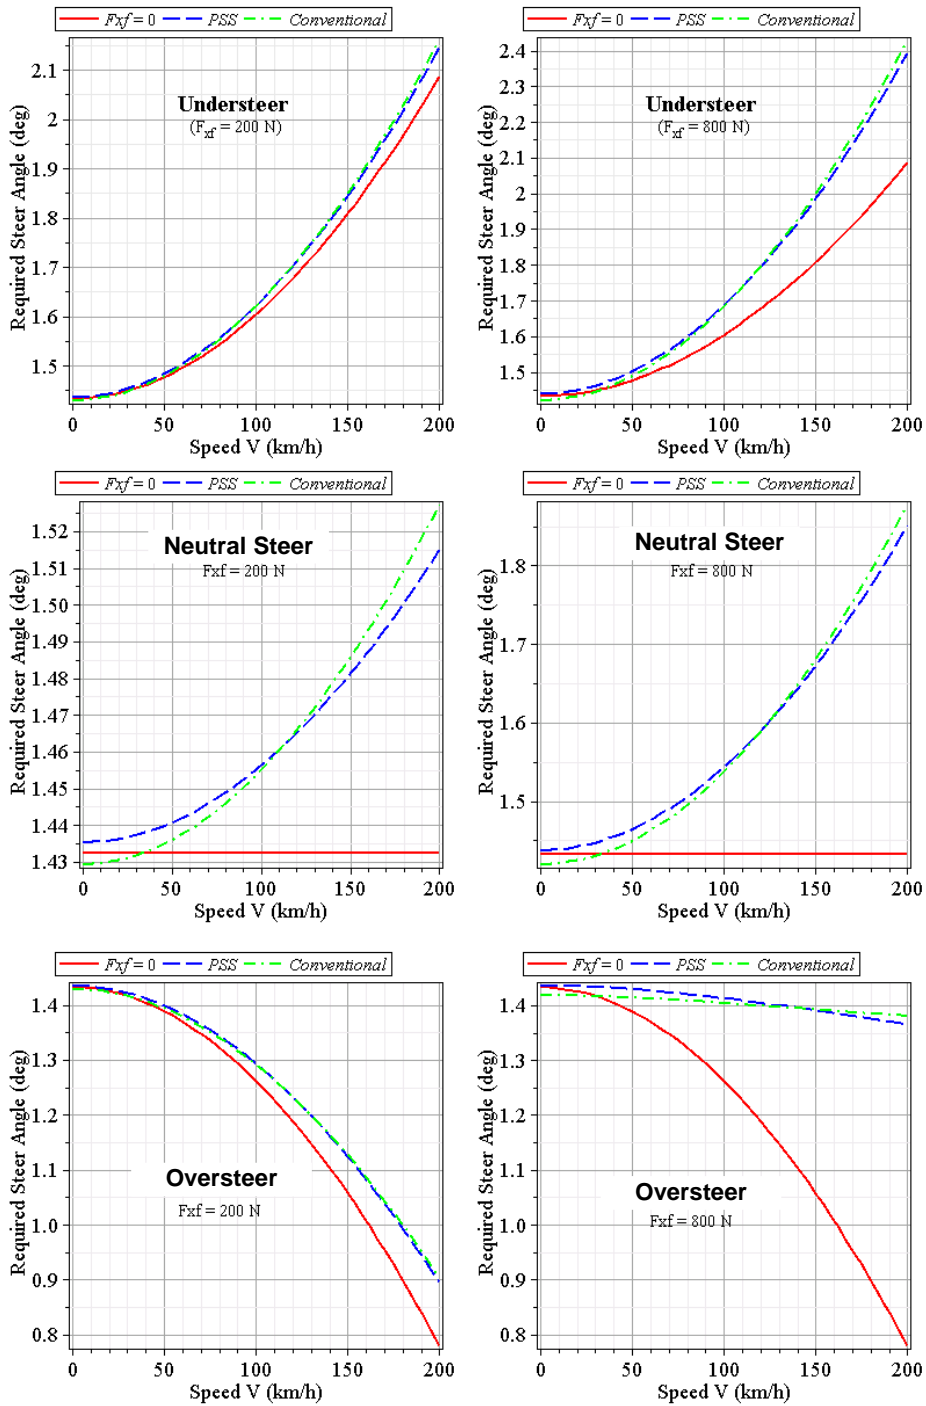 Fxf = 0 PSS Conventional
Required Steer Angle (deg)
2.1
2
1.9
1.8
1.7
1.6
1.5
Understeer
(Fxf = 200 N)
0 50 100 150 200
Speed V (km/h)
Fxf = 0 PSS Conventional
Required Steer Angle (deg)
2.4
2.3
2.2
2.1
2
1.9
1.8
1.7
1.6
1.5
Understeer
(Fxf = 800 N)
0 50 100 150 200
Speed V (km/h)
Fxf = 0 PSS Conventional
Required Steer Angle (deg)
1.52
1.51
1.50
1.49
1.48
1.47
1.46
1.45
1.44
1.43
Neutral Steer
Fxf = 200 N
0 50 100 150 200
Speed V (km/h)
Fxf = 0 PSS Conventional
Required Steer Angle (deg)
1.8
1.7
1.6
1.5
Neutral Steer
Fxf = 800 N
0 50 100 150 200
Speed V (km/h)
Fxf = 0 PSS Conventional
Required Steer Angle (deg)
1.4
1.3
1.2
1.1
1.0
0.9
0.8
Oversteer
Fxf = 200 N
0 50 100 150 200
Speed V (km/h)
Fxf = 0 PSS Conventional
Required Steer Angle (deg)
1.4
1.3
1.2
1.1
1.0
0.9
0.8
Oversteer
Fxf = 800 N
0 50 100 150 200
Speed V (km/h)